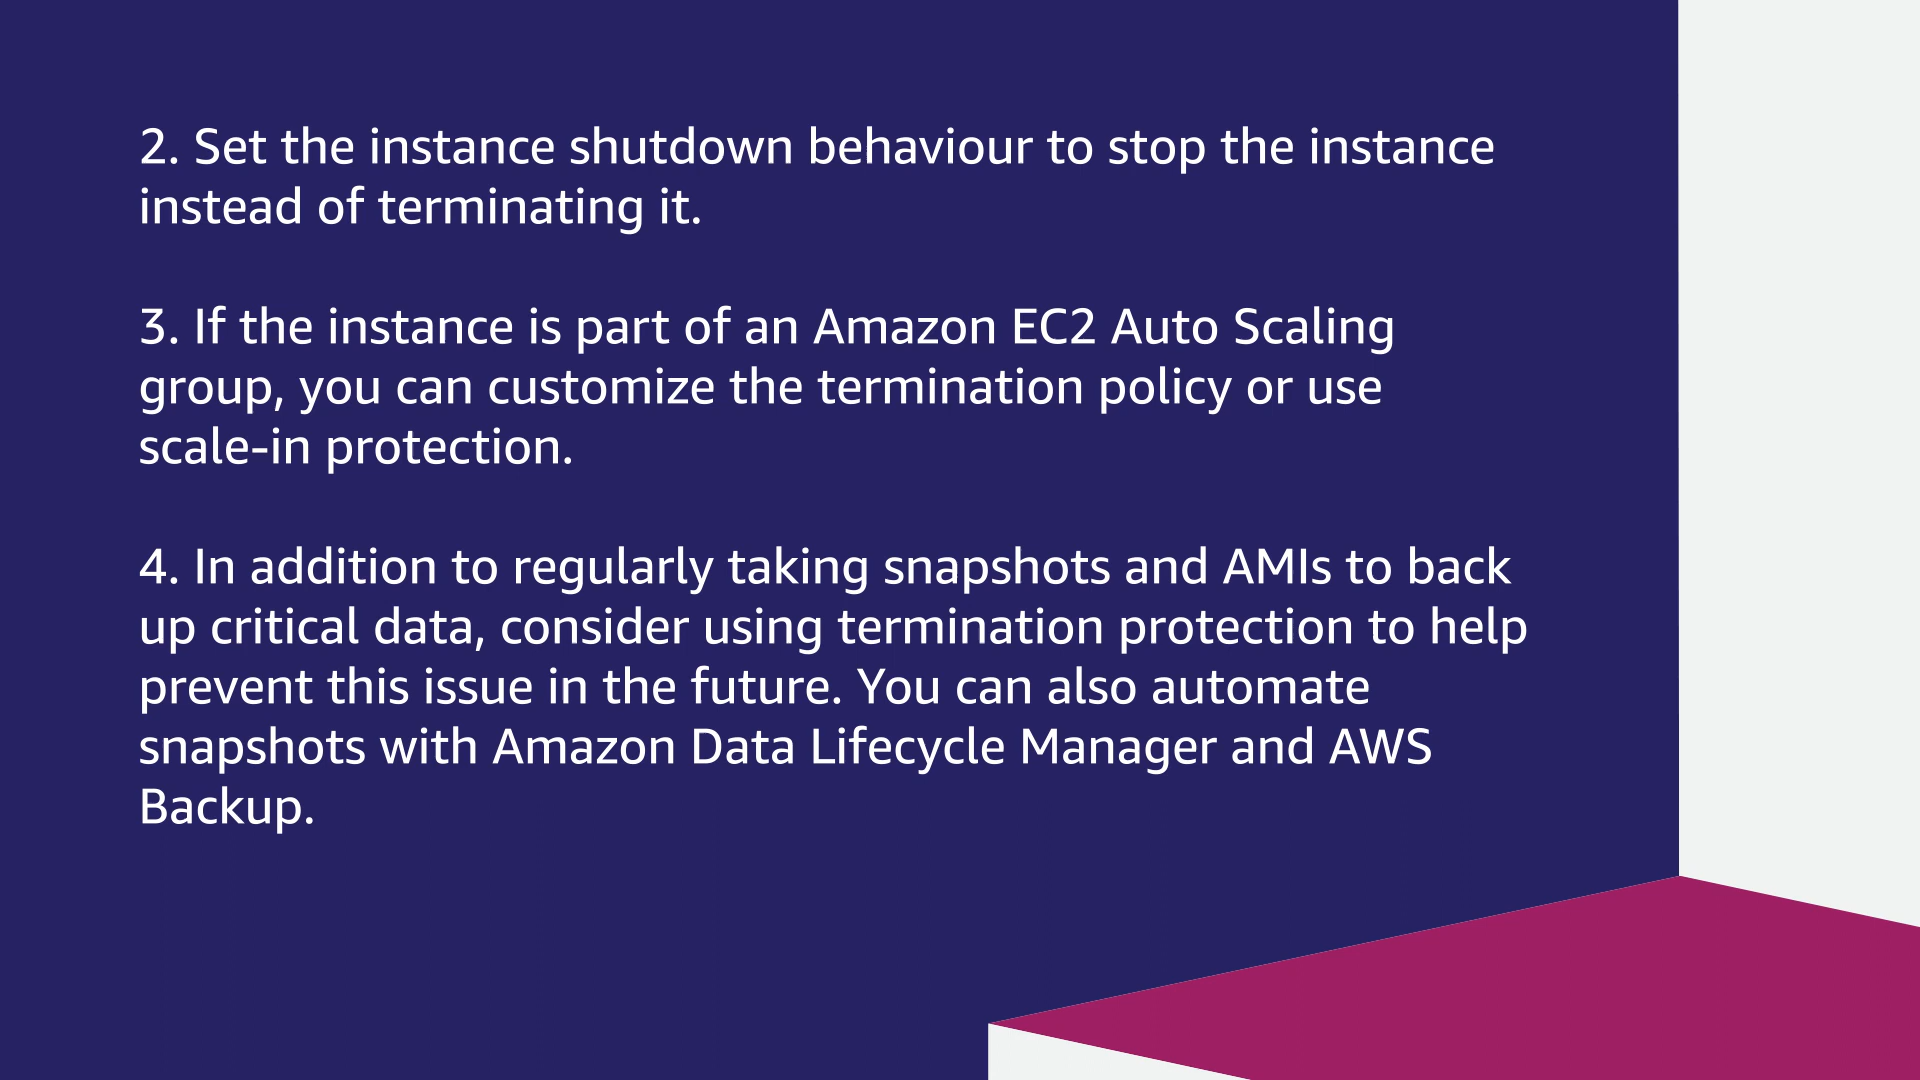 2. Set the instance shutdown behaviour to stop the instance
instead of terminating it.
3. If the instance is part of an Amazon EC2 Auto Scaling
group, you can customize the termination policy or use
scale-in protection.
4. In addition to regularly taking snapshots and AMIs to back
up critical data, consider using termination protection to help
prevent this issue in the future. You can also automate
snapshots with Amazon Data Lifecycle Manager and AWS
Backup.